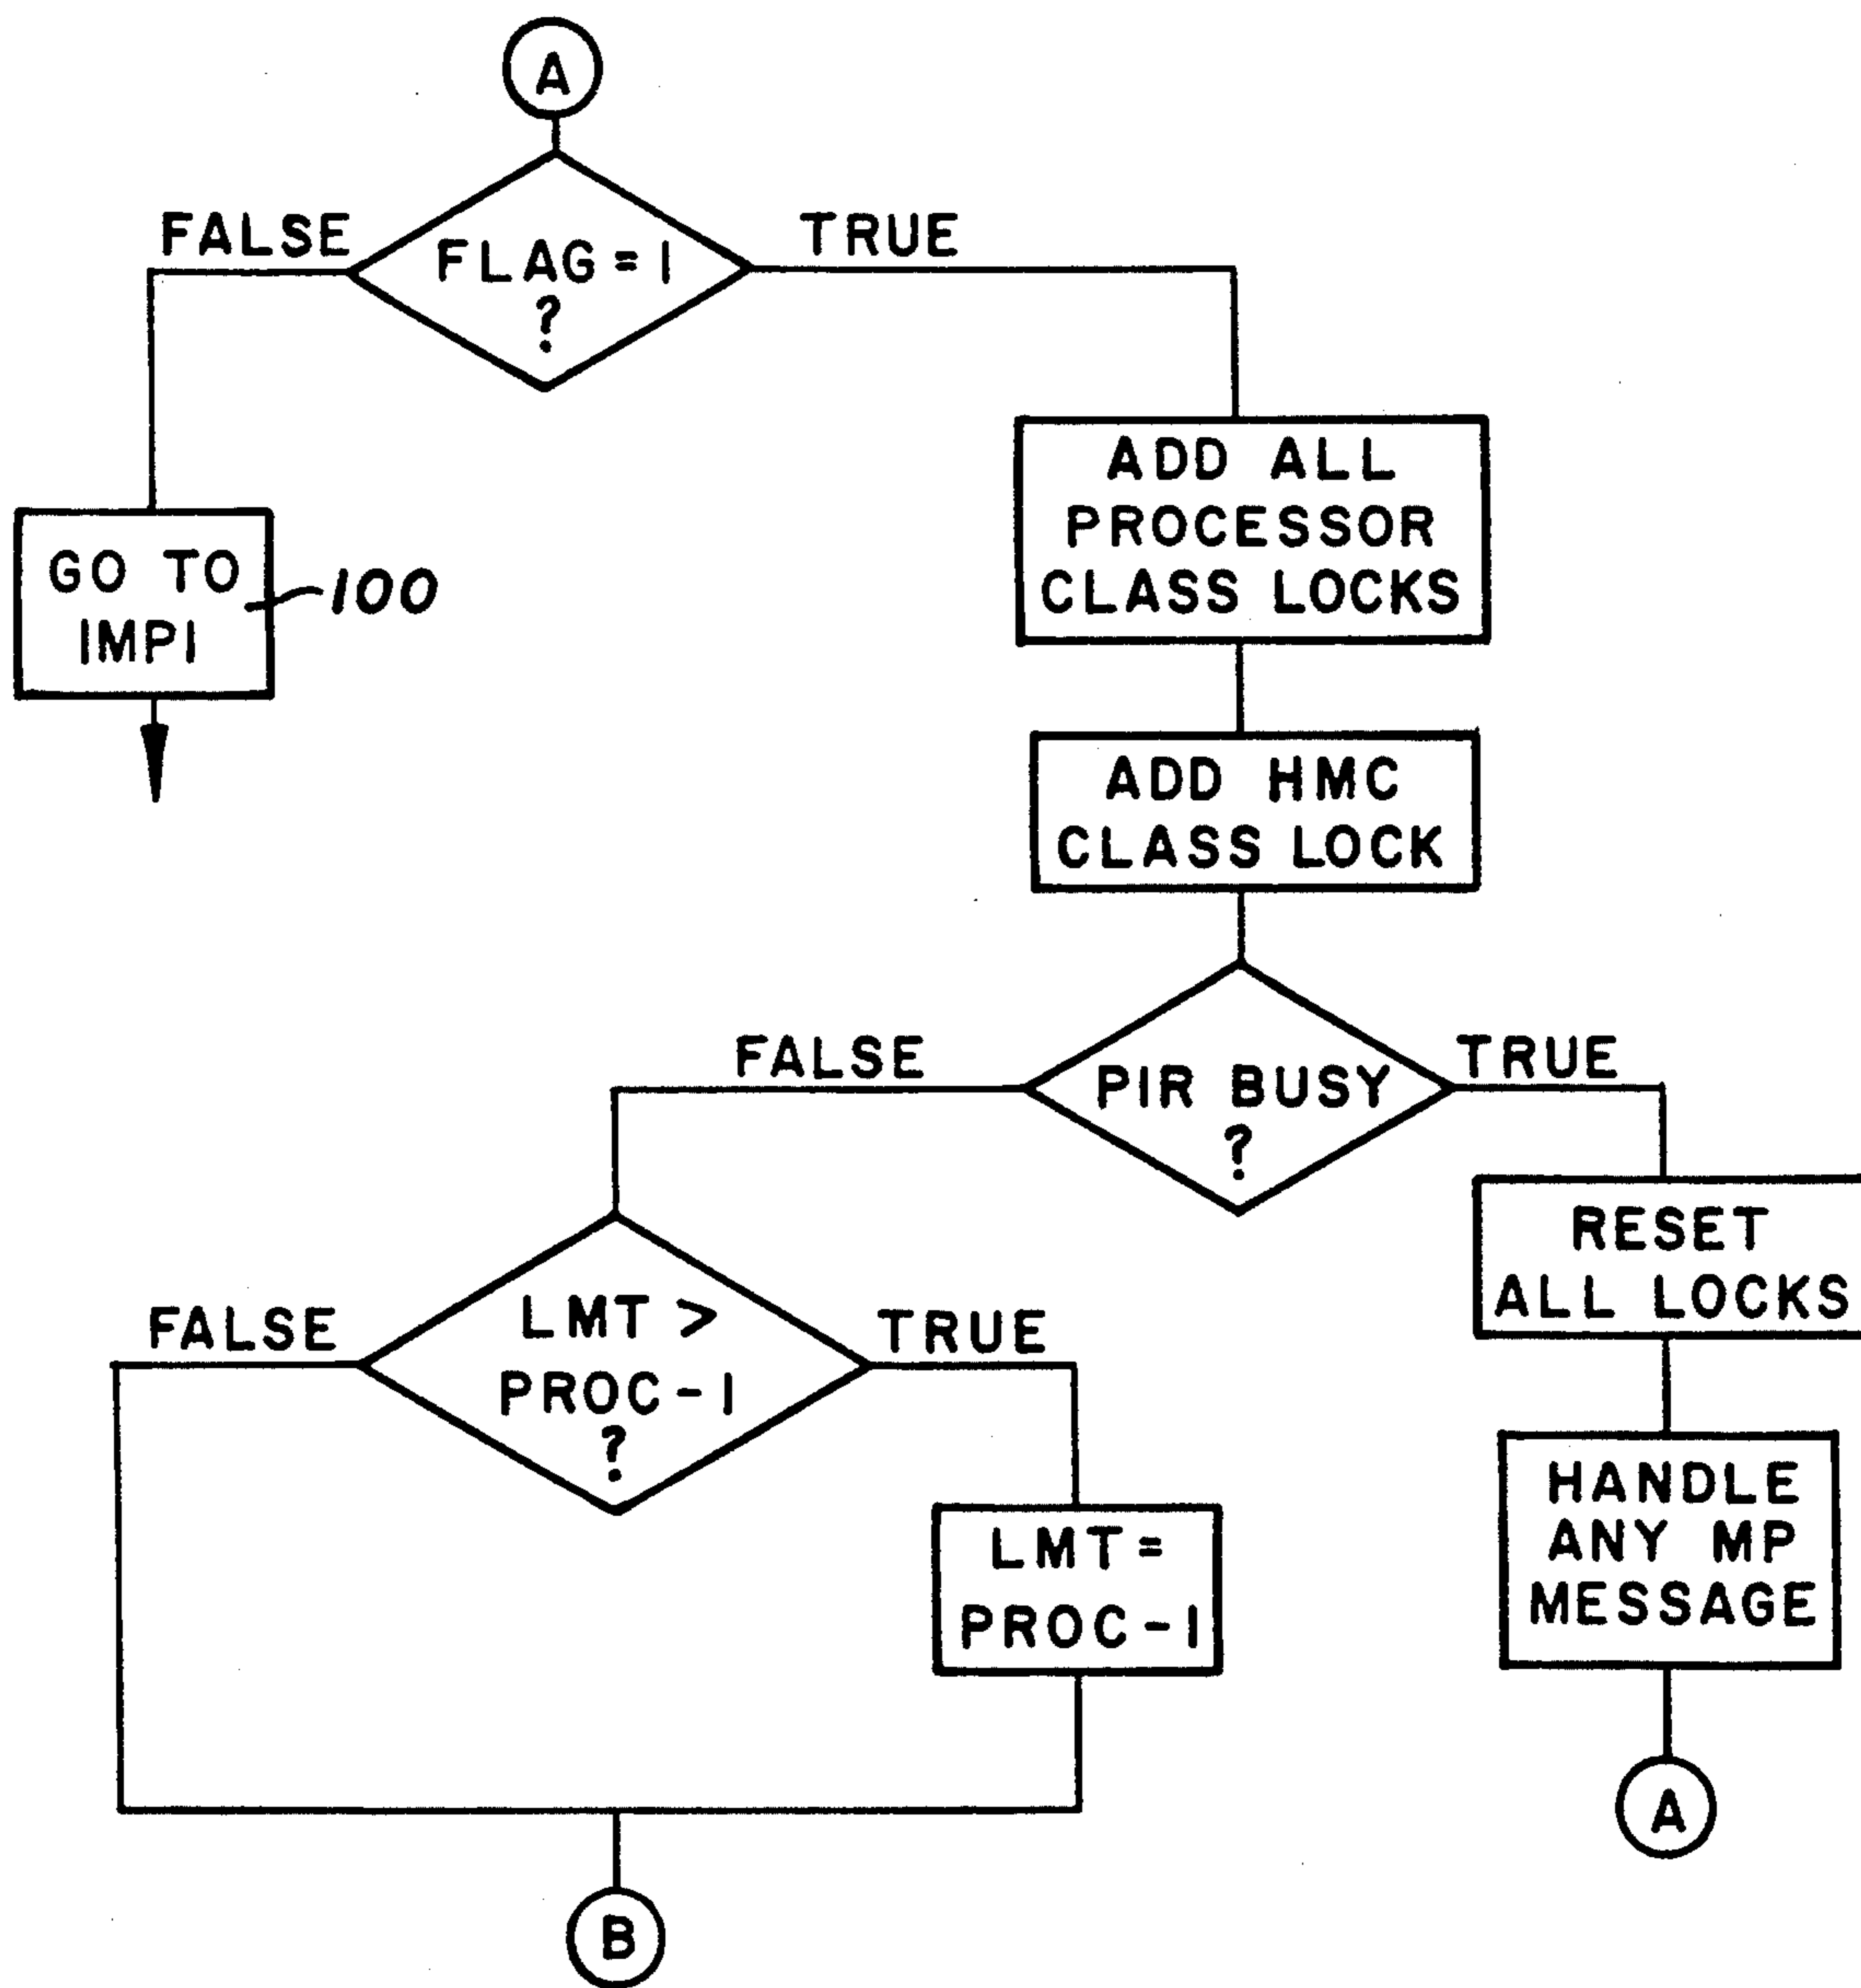 A
FALSE
FLAG = 1
?
TRUE
GO TO
IMPI
100
ADD ALL
PROCESSOR
CLASS LOCKS
ADD HMC
CLASS LOCK
FALSE
PIR BUSY
?
TRUE
RESET
ALL LOCKS
FALSE
LMT >
PROC - 1
?
TRUE
LMT =
PROC - 1
HANDLE
ANY MP
MESSAGE
A
B